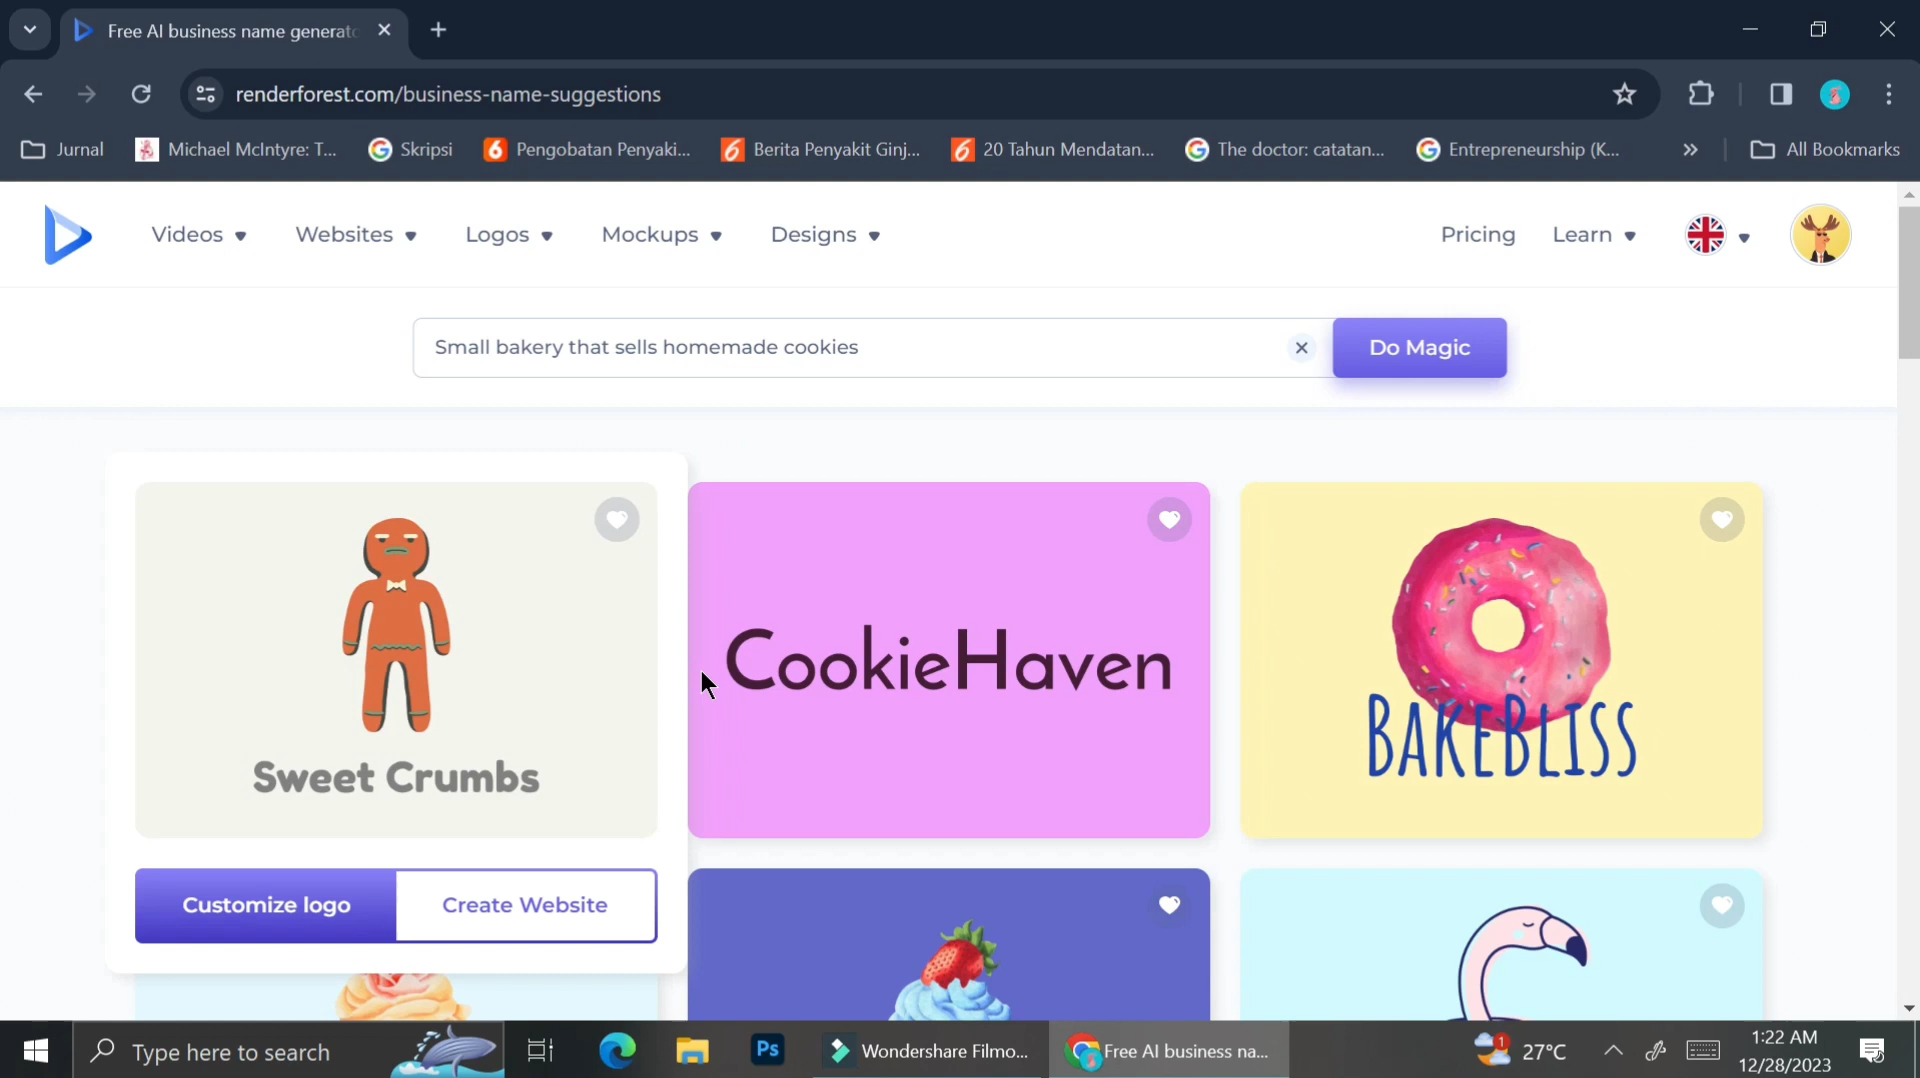 Free AI business name generato
renderforest.com/business-name-suggestions
Jurnal
Michael McIntyre: T...
Skripsi
Pengobatan Penyaki...
Berita Penyakit Ginj...
20 Tahun Mendatan...
The doctor: catatan...
Entrepreneurship (K...
All Bookmarks
Videos
Websites
Logos
Mockups
Designs
Pricing
Learn
Small bakery that sells homemade cookies
Do Magic
Sweet Crumbs
CookieHaven
BakeBliss
Customize logo
Create Website
Type here to search
Ps
Wondershare Filmo...
Free AI business na...
1
27°C
1:22 AM
12/28/2023